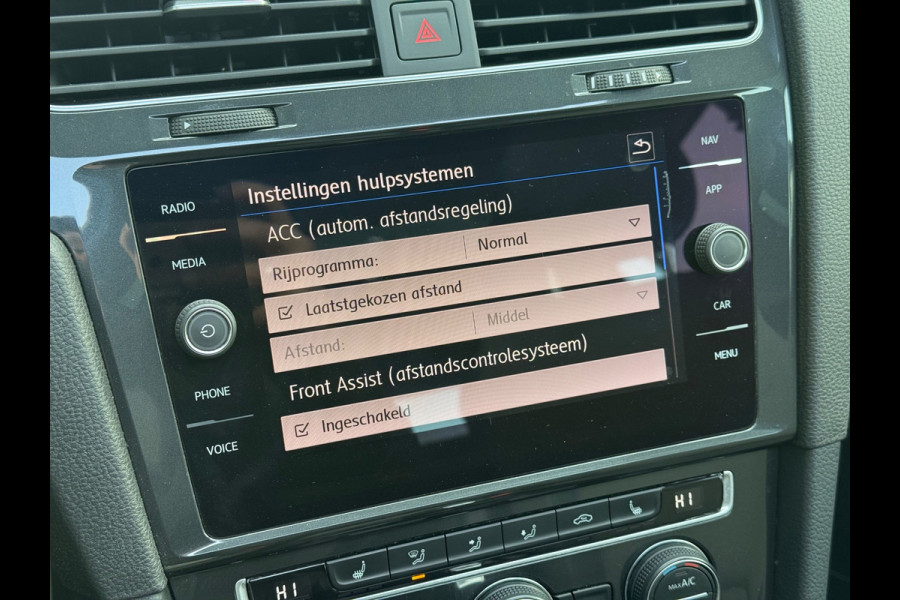 RADIO
MEDIA
PHONE
VOICE
Instellingen hulpsystemen
ACC (autom. afstandsregeling)
Rijprogramma: Normal
Laatstgekozen afstand
Afstand: Middel
Front Assist (afstandscontrolesysteem)
Ingeschakeld
NAV
APP
CAR
MENU
HI
HI
MAX A/C